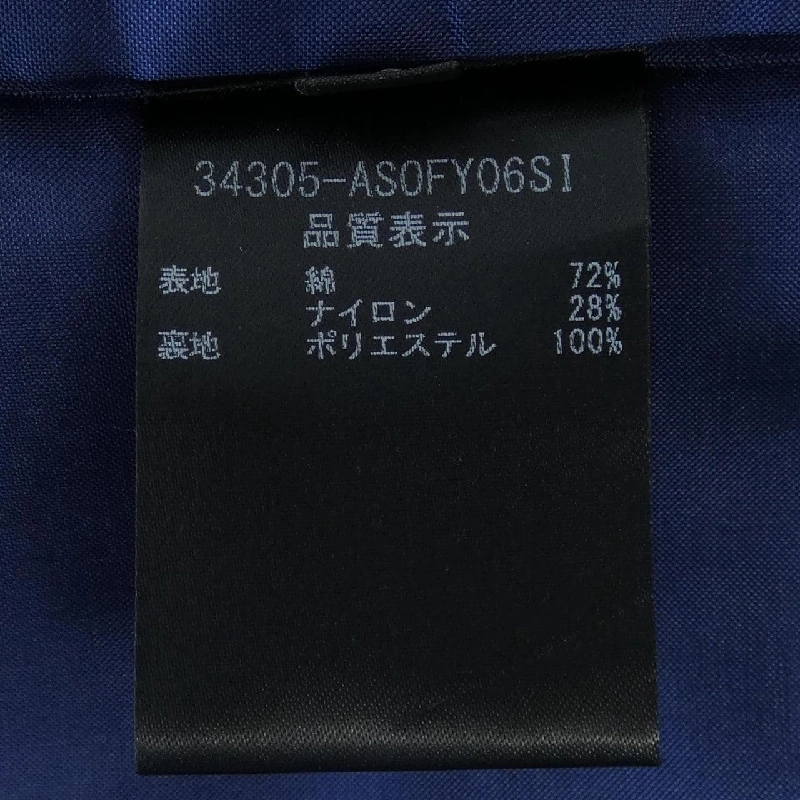 34305-AS0FY06SI
品質表示
表地 綿 72%
ナイロン 28%
裏地 ポリエステル 100%